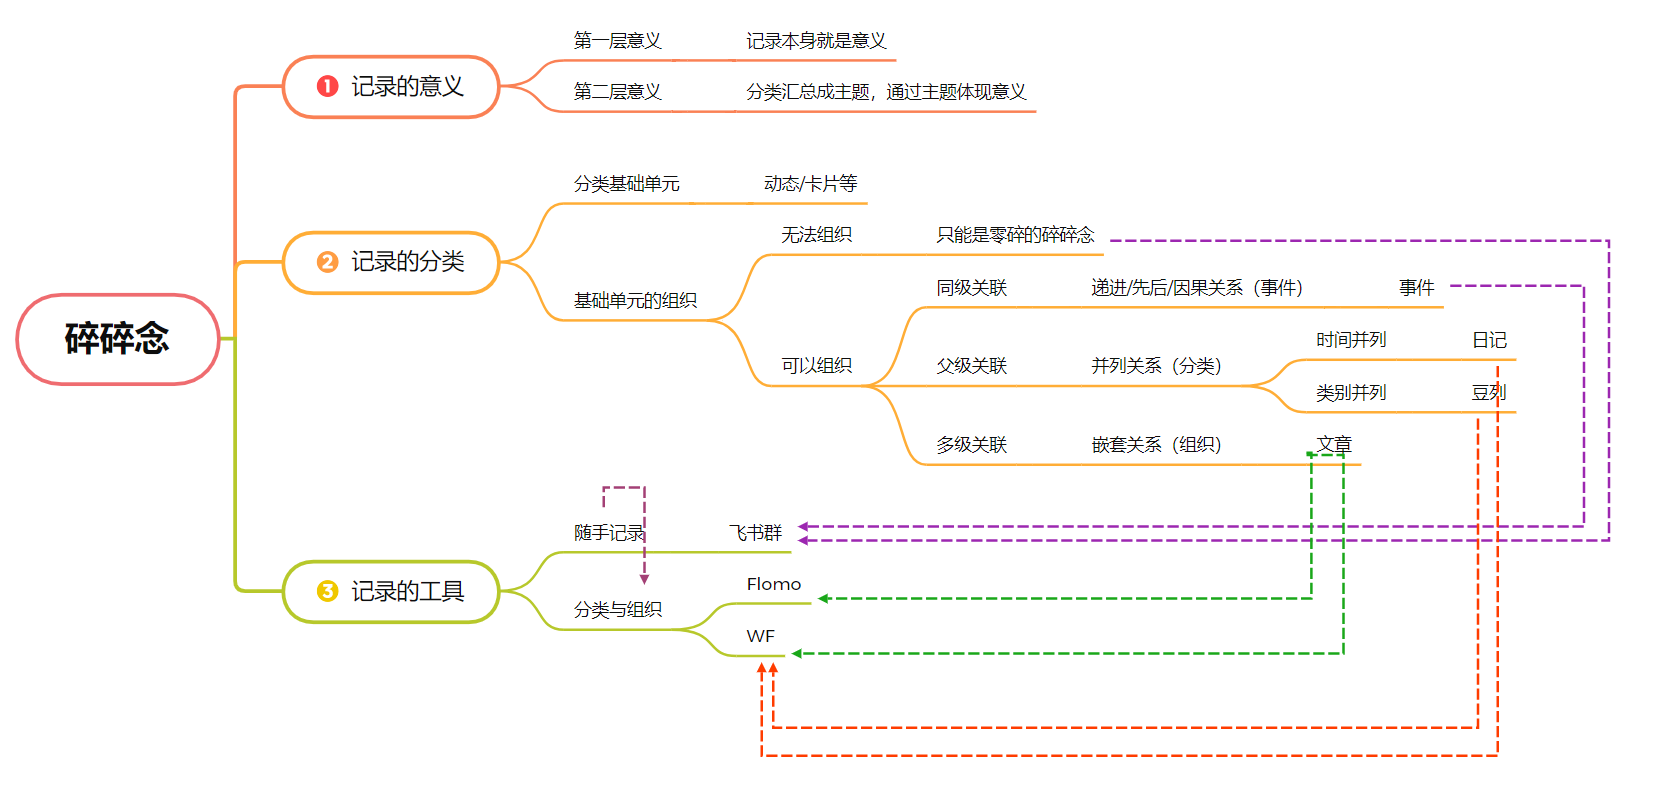 碎碎念
1 记录的意义
第一层意义
记录本身就是意义
第二层意义
分类汇总成主题，通过主题体现意义
2 记录的分类
分类基础单元
动态/卡片等
基础单元的组织
无法组织
只能是零碎的碎碎念
可以组织
同级关联
递进/先后/因果关系（事件）
事件
父级关联
并列关系（分类）
时间并列
日记
类别并列
豆列
多级关联
嵌套关系（组织）
文章
3 记录的工具
随手记录
飞书群
分类与组织
Flomo
WF